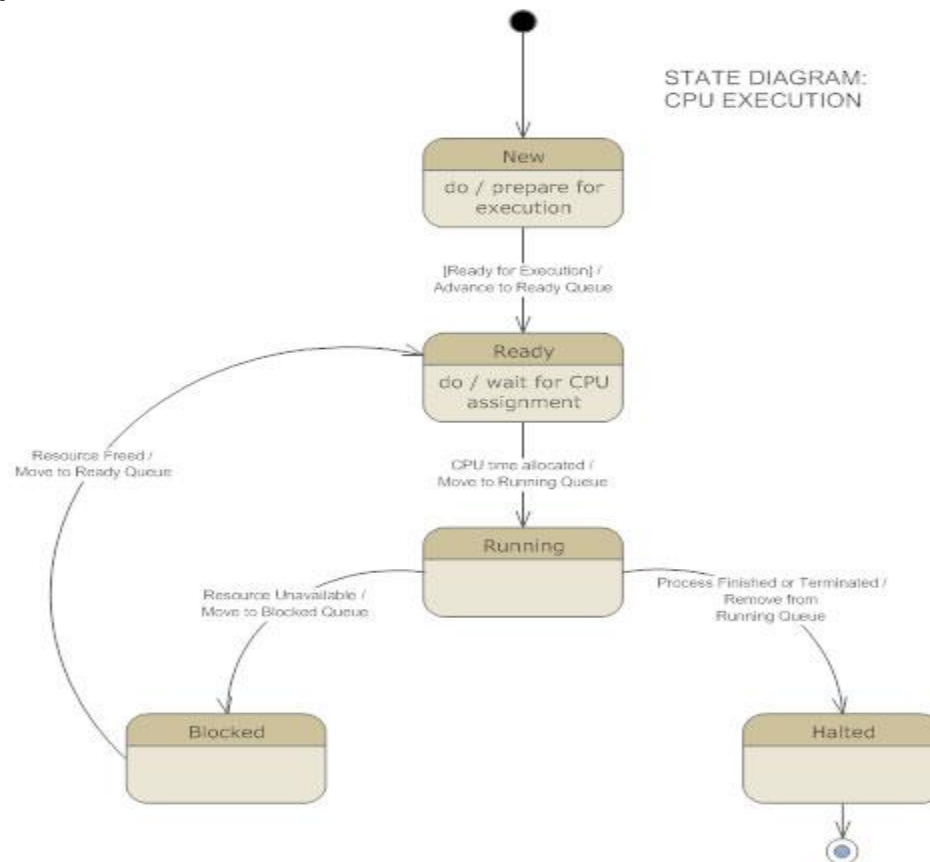 STATE DIAGRAM:
CPU EXECUTION
New
do / prepare for
execution
[Ready for Execution] /
Advance to Ready Queue
Ready
do / wait for CPU
assignment
Resource Freed /
Move to Ready Queue
CPU time allocated /
Move to Running Queue
Running
Resource Unavailable /
Move to Blocked Queue
Process Finished or Terminated /
Remove from
Running Queue
Blocked
Halted